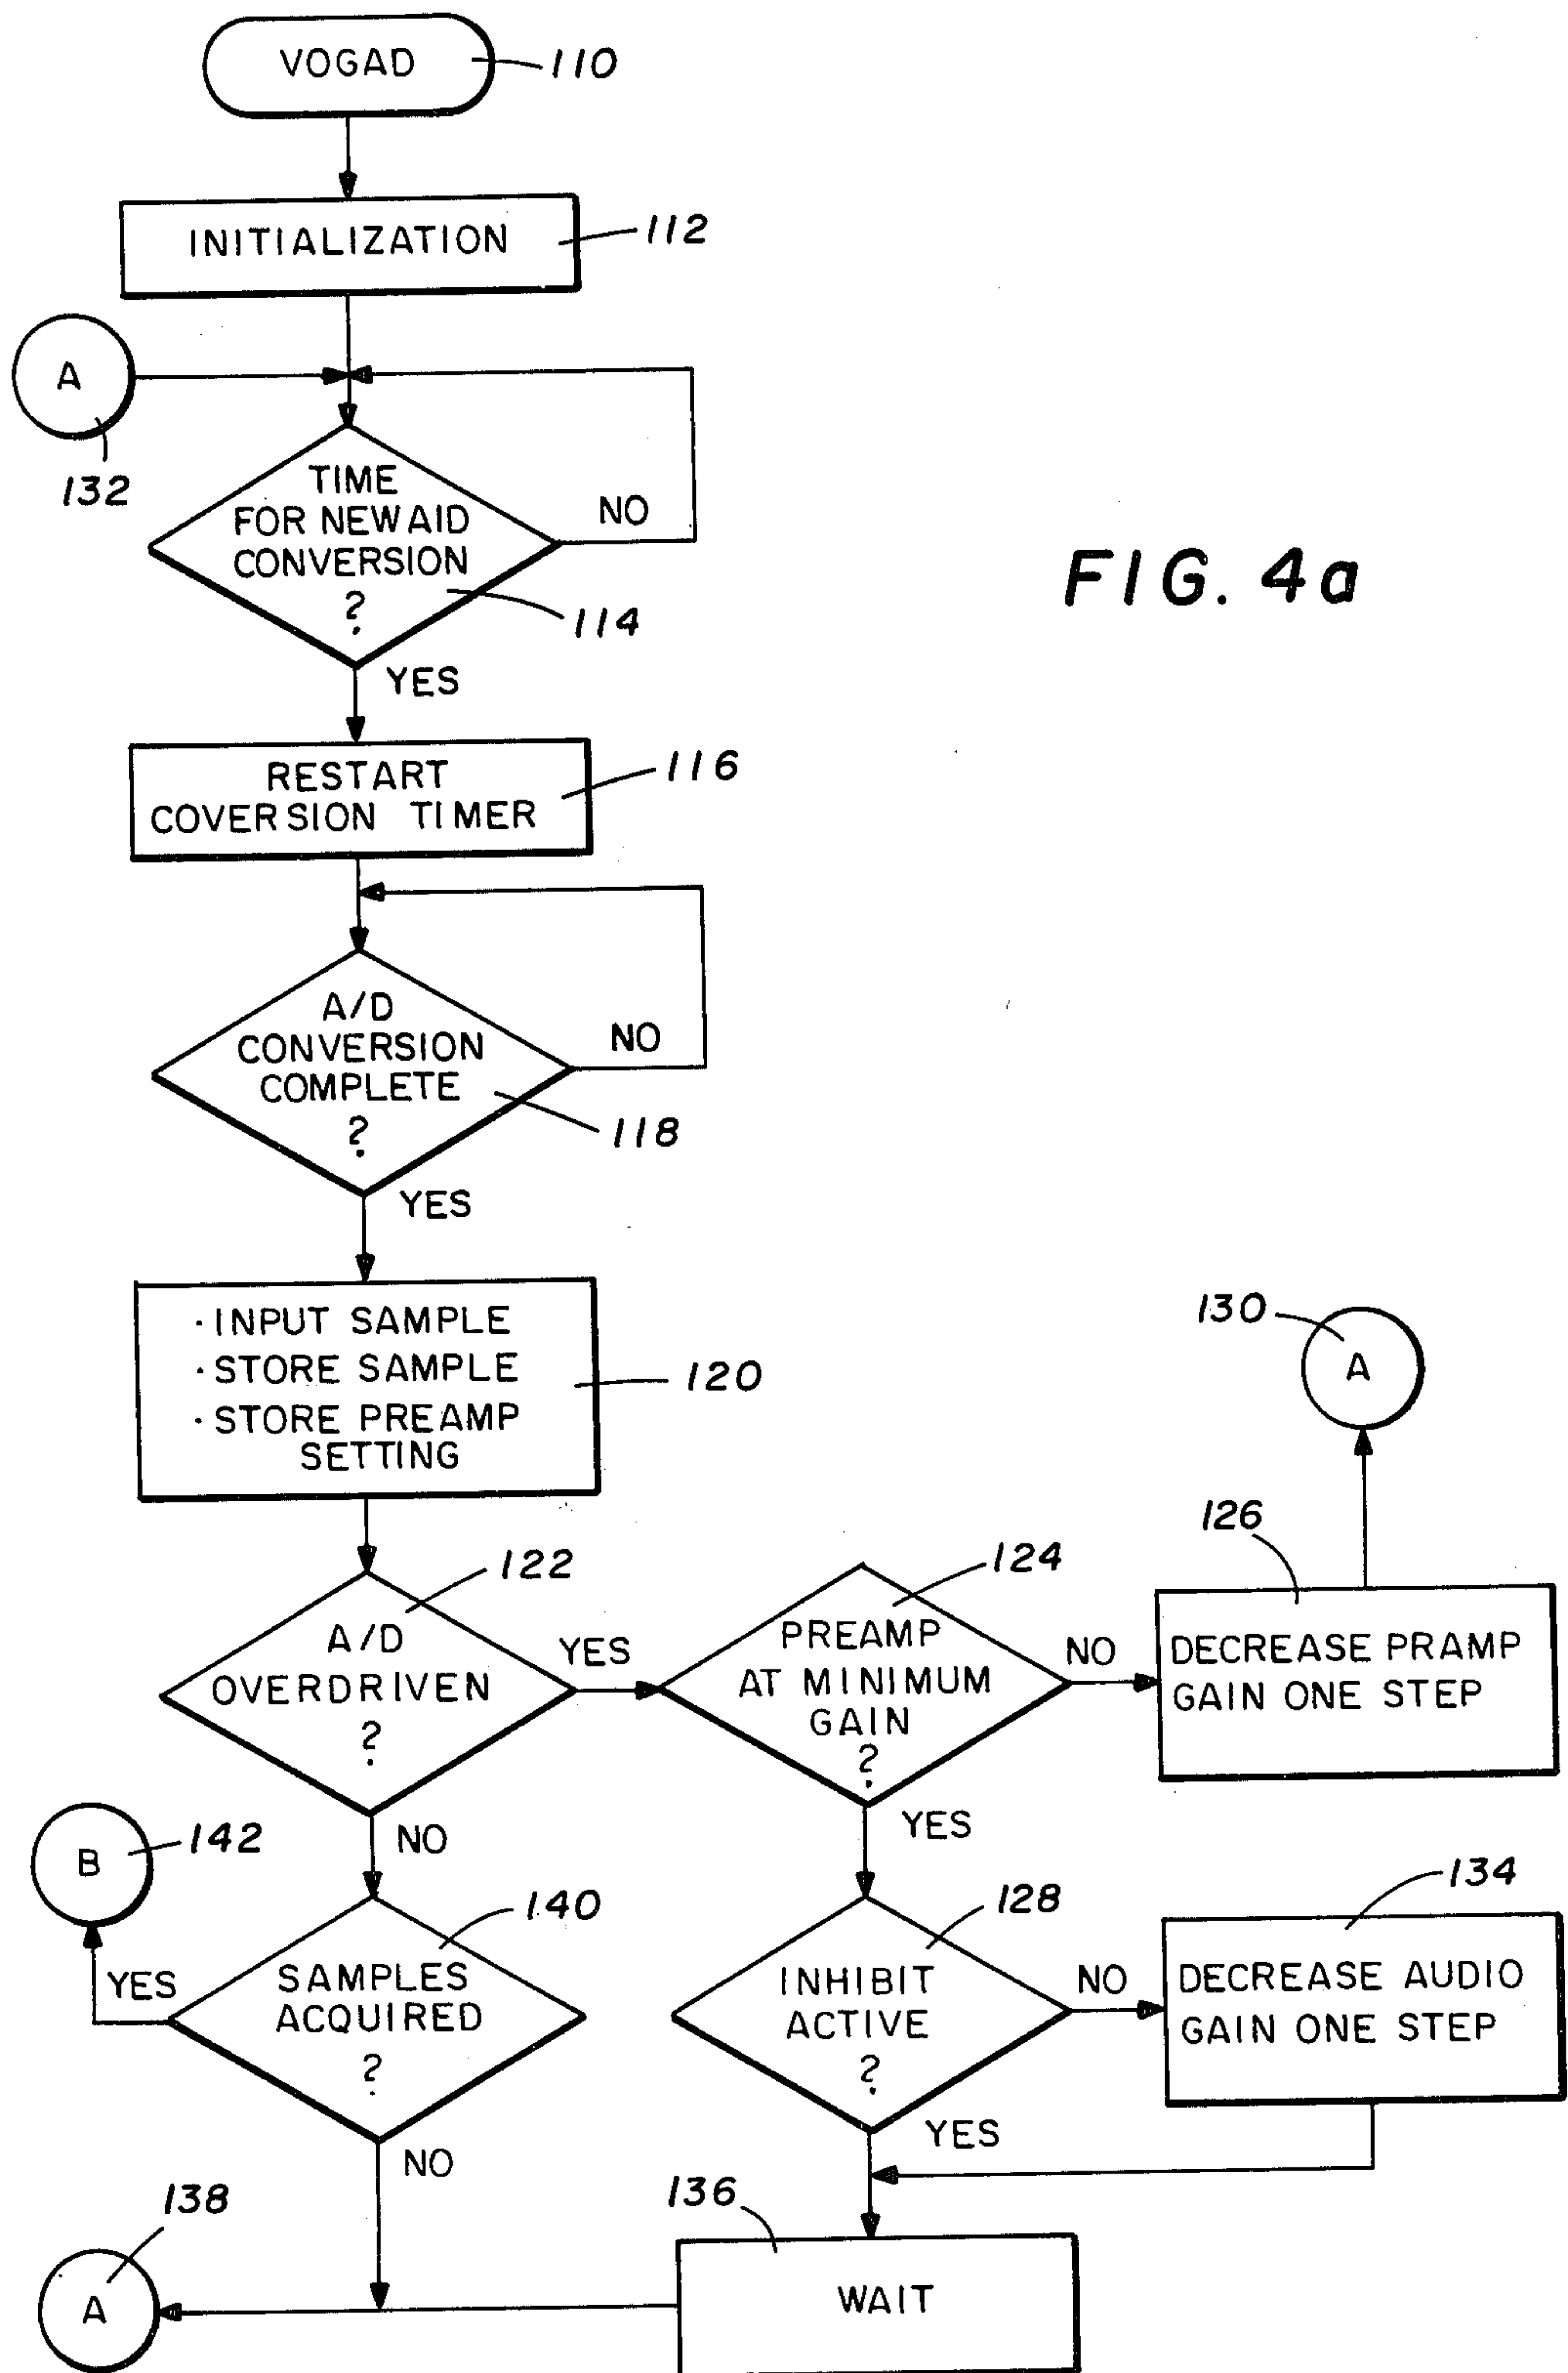 VOGAD
110
INITIALIZATION
112
A
132
TIME
FOR NEW AID
CONVERSION
?
NO
114
YES
FIG. 4a
RESTART
COVERSION TIMER
116
A/D
CONVERSION
COMPLETE
?
NO
118
YES
· INPUT SAMPLE
· STORE SAMPLE
· STORE PREAMP
SETTING
120
130
A
122
A/D
OVERDRIVEN
?
YES
NO
124
PREAMP
AT MINIMUM
GAIN
?
NO
YES
126
DECREASE PRAMP
GAIN ONE STEP
B
142
YES
140
SAMPLES
ACQUIRED
?
NO
128
INHIBIT
ACTIVE
?
NO
YES
134
DECREASE AUDIO
GAIN ONE STEP
138
A
136
WAIT